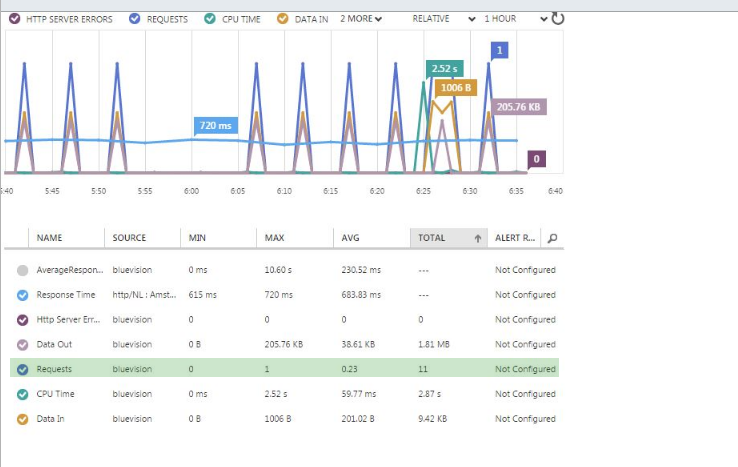 HTTP SERVER ERRORS REQUESTS CPU TIME DATA IN 2 MORE RELATIVE 1 HOUR
1
2.52 s
1006 B
205.76 KB
720 ms
0
5:40 5:45 5:50 5:55 6:00 6:05 6:10 6:15 6:20 6:25 6:30 6:35 6:40
NAME SOURCE MIN MAX AVG TOTAL ALERT R...
AverageRespon... bluevision 0 ms 10.60 s 230.52 ms --- Not Configured
Response Time http/NL : Amst... 615 ms 720 ms 683.83 ms --- Not Configured
Http Server Err... bluevision 0 0 0 0 Not Configured
Data Out bluevision 0 B 205.76 KB 38.61 KB 1.81 MB Not Configured
Requests bluevision 0 1 0.23 11 Not Configured
CPU Time bluevision 0 ms 2.52 s 59.77 ms 2.87 s Not Configured
Data In bluevision 0 B 1006 B 201.02 B 9.42 KB Not Configured